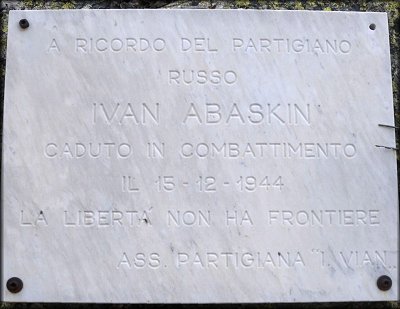 A RICORDO DEL PARTIGIANO
RUSSO
IVAN ABASKIN
CADUTO IN COMBATTIMENTO
IL 15-12-1944
LA LIBERTA' NON HA FRONTIERE
ASS. PARTIGIANA "I. VIAN..